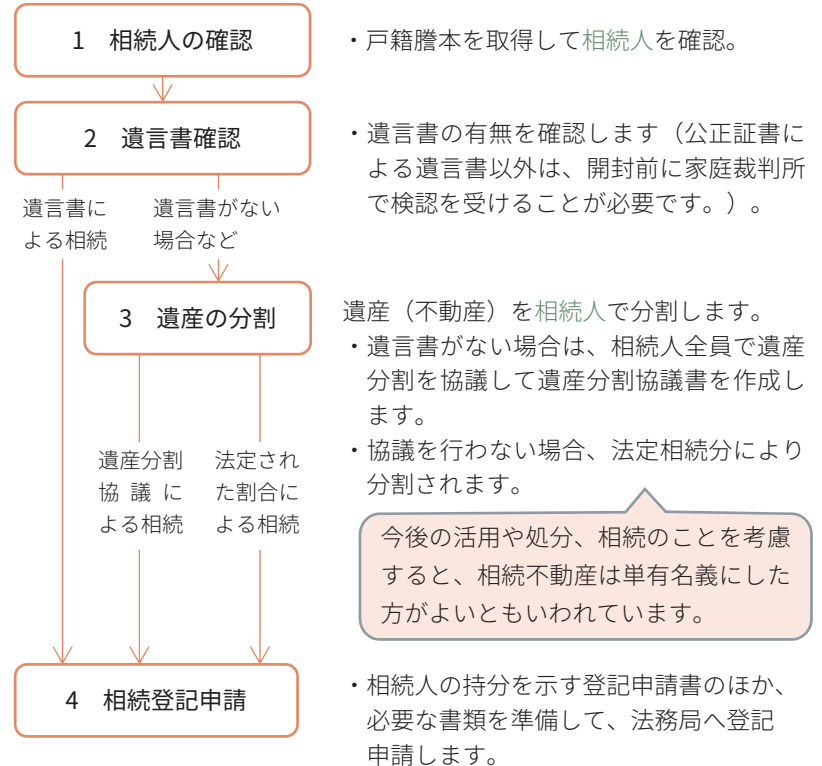 1 相続人の確認
・戸籍謄本を取得して相続人を確認。
2 遺言書確認
・遺言書の有無を確認します（公正証書に
よる遺言書以外は、開封前に家庭裁判所
で検認を受けることが必要です。）。
遺言書に
よる相続
遺言書がない
場合など
3 遺産の分割
遺産（不動産）を相続人で分割します。
・遺言書がない場合は、相続人全員で遺産
分割を協議して遺産分割協議書を作成し
ます。
・協議を行わない場合、法定相続分により
分割されます。
遺産分割
協議に
よる相続
法定され
た割合に
よる相続
今後の活用や処分、相続のことを考慮
すると、相続不動産は単有名義にした
方がよいともいわれています。
4 相続登記申請
・相続人の持分を示す登記申請書のほか、
必要な書類を準備して、法務局へ登記
申請します。